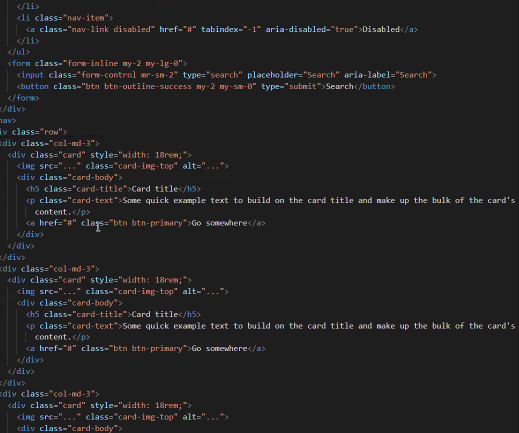 </li>
<li class="nav-item">
<a class="nav-link disabled" href="#" tabindex="-1" aria-disabled="true">Disabled</a>
</li>
</ul>
<form class="form-inline my-2 my-lg-0">
<input class="form-control mr-sm-2" type="search" placeholder="Search" aria-label="Search">
<button class="btn btn-outline-success my-2 my-sm-0" type="submit">Search</button>
</form>
</div>
nav>
iv class="row">
<div class="col-md-3">
<div class="card" style="width: 18rem;">
<img src="..." class="card-img-top" alt="...">
<div class="card-body">
<h5 class="card-title">Card title</h5>
<p class="card-text">Some quick example text to build on the card title and make up the bulk of the card's
content.</p>
<a href="#" class="btn btn-primary">Go somewhere</a>
</div>
</div>
</div>
<div class="col-md-3">
<div class="card" style="width: 18rem;">
<img src="..." class="card-img-top" alt="...">
<div class="card-body">
<h5 class="card-title">Card title</h5>
<p class="card-text">Some quick example text to build on the card title and make up the bulk of the card's
content.</p>
<a href="#" class="btn btn-primary">Go somewhere</a>
</div>
</div>
</div>
<div class="col-md-3">
<div class="card" style="width: 18rem;">
<img src="..." class="card-img-top" alt="...">
<div class="card-body">